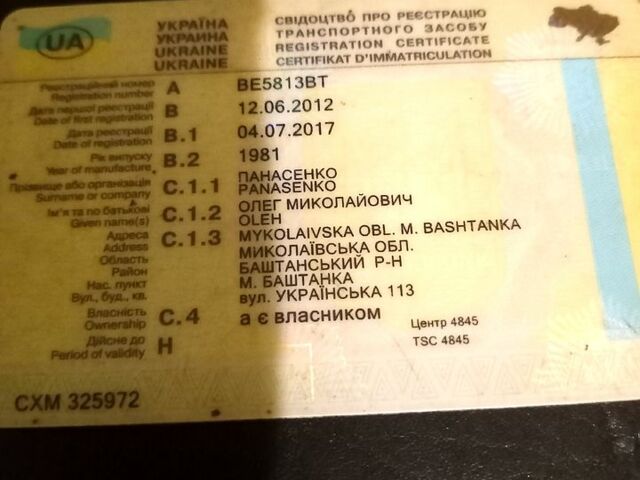 UA
УКРАЇНА
УКРАИНА
UKRAINE
UKRAINE
СВІДОЦТВО ПРО РЕЄСТРАЦІЮ
ТРАНСПОРТНОГО ЗАСОБУ
REGISTRATION CERTIFICATE
CERTIFIKAT D'IMMATRICULATION
Реєстраційний номер
Registration number
A
BE5813BT
Дата першої реєстрації
Date of first registration
B
12.06.2012
Дата реєстрації
Date of registration
B.1
04.07.2017
Рік випуску
Year of manufacture
B.2
1981
Прізвище або організація
Surname or company
C.1.1
ПАНАСЕНКО
PANASENKO
Ім'я та по батькові
Given name(s)
C.1.2
ОЛЕГ МИКОЛАЙОВИЧ
OLEH
Адреса
Address
C.1.3
MYKOLAIVSKA OBL. M. BASHTANKA
Область
МИКОЛАЇВСЬКА ОБЛ.
Район
БАШТАНСЬКИЙ Р-Н
Нас. пункт
М. БАШТАНКА
Вул., буд., кв.
вул. УКРАЇНСЬКА 113
Власність
Ownership
C.4
а є власником
Дійсне до
Period of validity
H
Центр 4845
TSC 4845
СХМ 325972